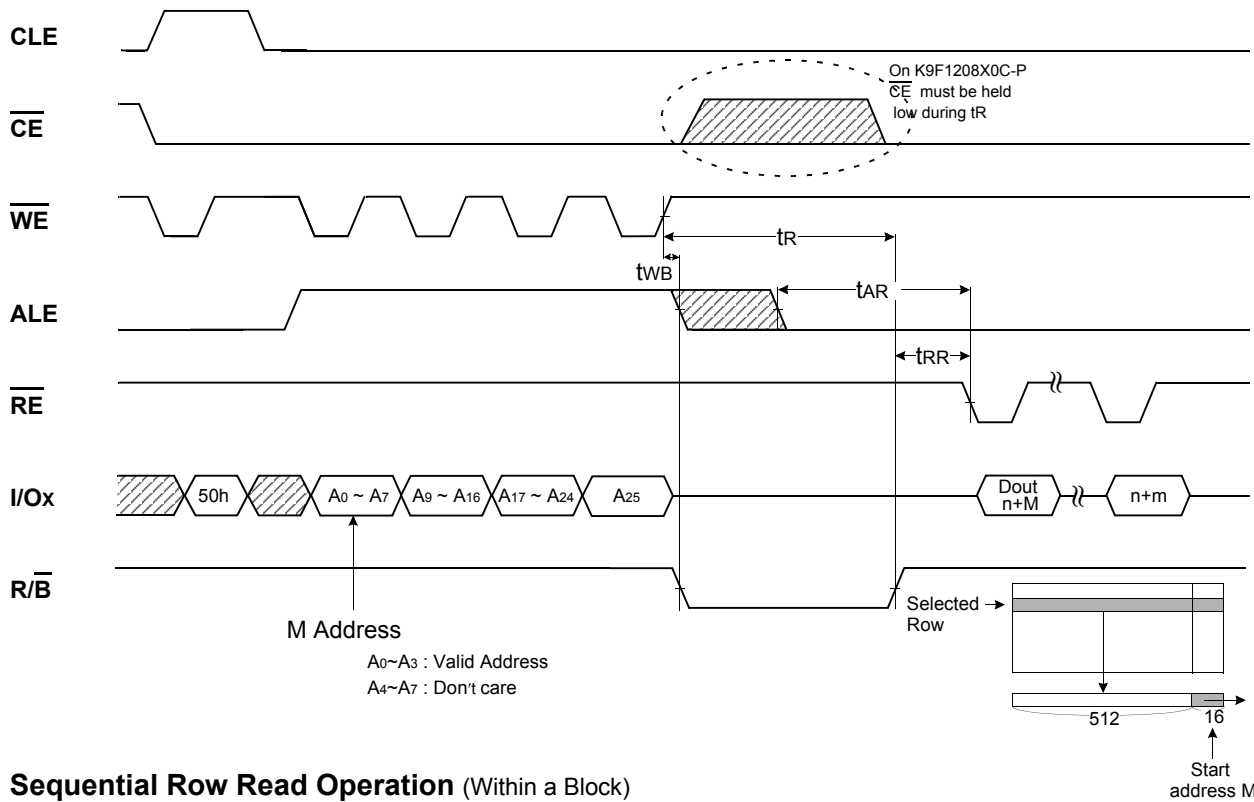 CLE
On K9F1208X0C-P
CE must be held
low during tR
CE
WE
tR
tWB
tAR
ALE
tRR
RE
I/Ox
50h
A0 ~ A7
A9 ~ A16
A17 ~ A24
A25
Dout
n+M
n+m
R/B
Selected
Row
M Address
A0~A3 : Valid Address
A4~A7 : Don't care
512
16
Start
address M
Sequential Row Read Operation (Within a Block)